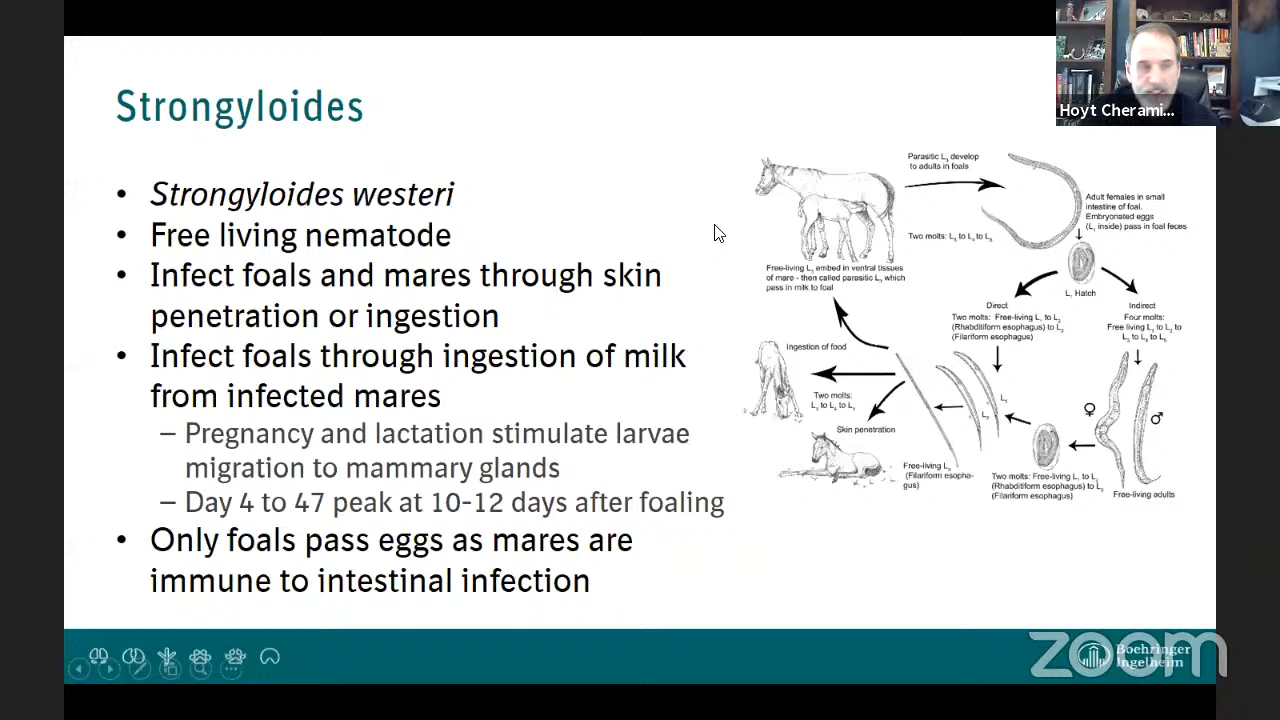 Hoyt Cherami...
Strongyloides
• Strongyloides westeri
• Free living nematode
• Infect foals and mares through skin
penetration or ingestion
• Infect foals through ingestion of milk
from infected mares
– Pregnancy and lactation stimulate larvae
migration to mammary glands
– Day 4 to 47 peak at 10-12 days after foaling
• Only foals pass eggs as mares are
immune to intestinal infection
Parasitic L3 develop
to adults in foals
Adult females in small
intestine of foal.
Embryonated eggs
(L1 inside) pass in foal feces
Two molts: L3 to L4 to L5
Free-living L3 embed in ventral tissues
of mare - then called parasitic L3 which
pass in milk to foal
L1 Hatch
Direct
Two molts: Free-living L1 to L2
(Rhabditiform esophagus) to L3
(Filariform esophagus)
Indirect
Four molts:
Free living L1 to L2 to
L3 to L4 to L5
Ingestion of food
Two molts:
L3 to L4 to L5
Skin penetration
L2
♀
♂
Free-living L3
(Filariform esopha-
gus)
Two molts: Free-living L1 to L2
(Rhabditiform esophagus) to L3
(Filariform esophagus)
Free-living adults
zoom
Boehringer
Ingelheim